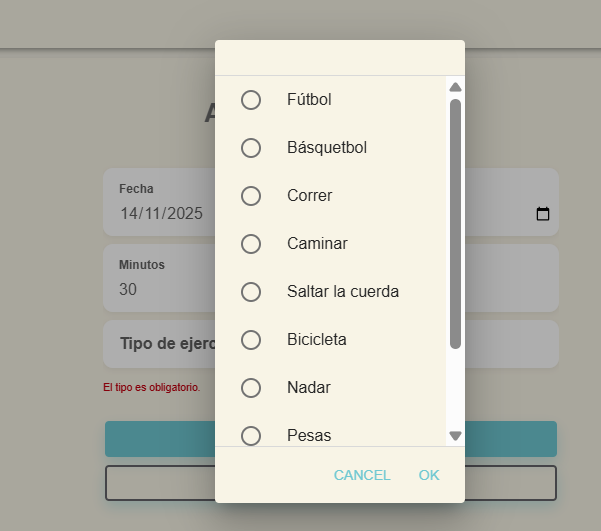 Fútbol
Básquetbol
Correr
Caminar
Saltar la cuerda
Bicicleta
Nadar
Pesas
CANCEL OK
Fecha
14/11/2025
Minutos
30
Tipo de
El tipo es obligatorio.